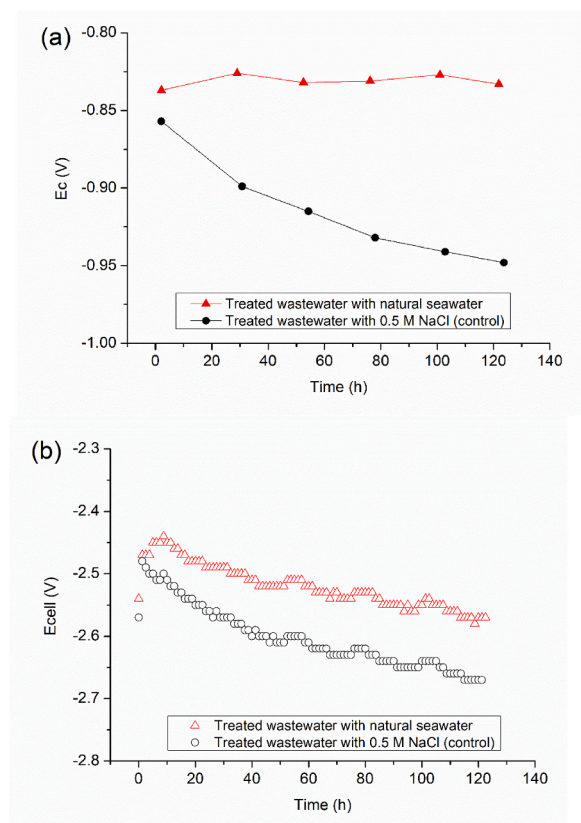 (a)
-0.80
-0.85
-0.90
-0.95
-1.00
Ec (V)
Treated wastewater with natural seawater
Treated wastewater with 0.5 M NaCl (control)
0 20 40 60 80 100 120 140
Time (h)
(b)
-2.3
-2.4
-2.5
-2.6
-2.7
-2.8
Ecell (V)
Treated wastewater with natural seawater
Treated wastewater with 0.5 M NaCl (control)
0 20 40 60 80 100 120 140
Time (h)